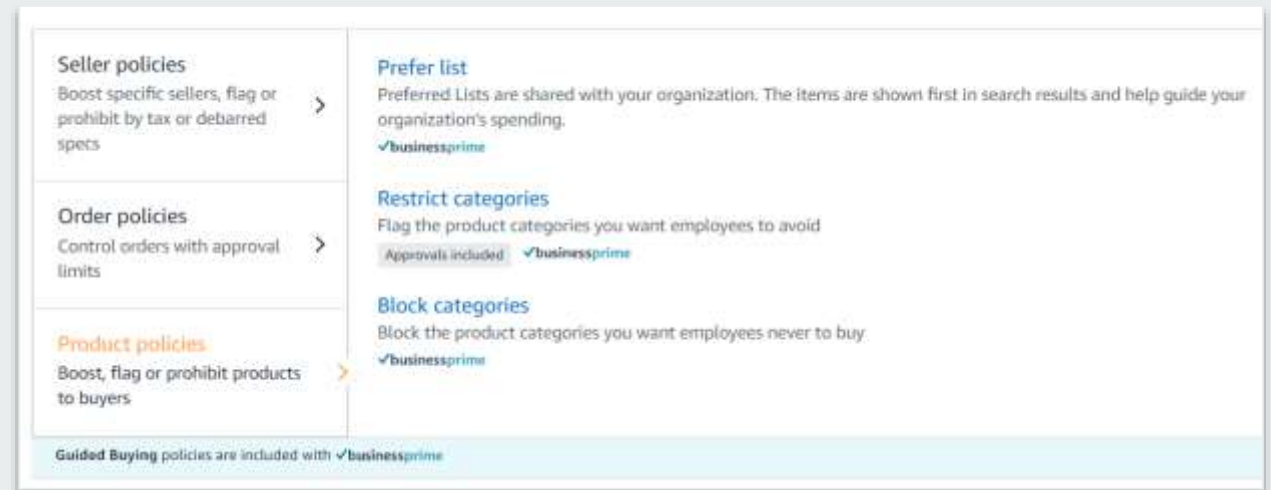 Seller policies
Boost specific sellers, flag or
prohibit by tax or debarred
specs
Order policies
Control orders with approval
limits
Product policies
Boost, flag or prohibit products
to buyers
Prefer list
Preferred Lists are shared with your organization. The items are shown first in search results and help guide your
organization's spending.
✓businessprime
Restrict categories
Flag the product categories you want employees to avoid
Approvals included ✓businessprime
Block categories
Block the product categories you want employees never to buy
✓businessprime
Guided Buying policies are included with ✓businessprime